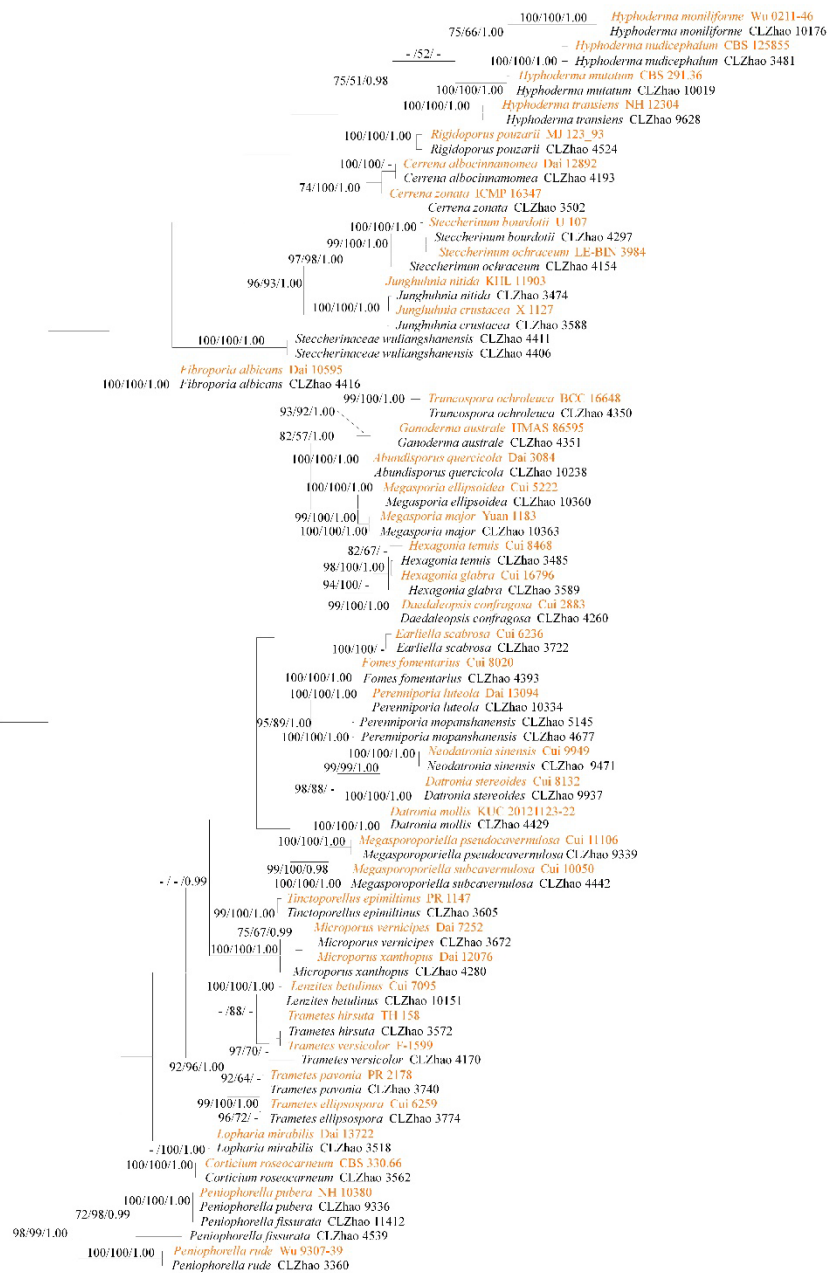 100/100/1.00 Hyphoderma moniliforme Wu 0211-46
75/66/1.00 Hyphoderma moniliforme CLZhao 10176
Hyphoderma nudicephalum CBS 125855
- /52/ -
100/100/1.00 Hyphoderma nudicephalum CLZhao 3481
75/51/0.98 Hyphoderma mutatum CBS 291.36
100/100/1.00 Hyphoderma mutatum CLZhao 10019
100/100/1.00 Hyphoderma transiens NH 12304
Hyphoderma transiens CLZhao 9628
100/100/1.00 Rigidoporus pouzarii MJ 123_93
Rigidoporus pouzarii CLZhao 4524
100/100/ - Cerrena albocinnamomea Dai 12892
Cerrena albocinnamomea CLZhao 4193
74/100/1.00 Cerrena zonata ICMP 16347
Cerrena zonata CLZhao 3502
100/100/1.00 Steccherinum bourdotii U 107
Steccherinum bourdotii CLZhao 4297
99/100/1.00 Steccherinum ochraceum LE-BIN 3984
97/98/1.00 Steccherinum ochraceum CLZhao 4154
96/93/1.00 Junghuhnia nitida KHL 11903
Junghuhnia nitida CLZhao 3474
100/100/1.00 Junghuhnia crustacea X 1127
Junghuhnia crustacea CLZhao 3588
100/100/1.00 Steccherinaceae wuliangshanensis CLZhao 4411
Steccherinaceae wuliangshanensis CLZhao 4406
Fibroporia albicans Dai 10595
100/100/1.00 Fibroporia albicans CLZhao 4416
99/100/1.00 Truncospora ochroleuca BCC 16648
93/92/1.00 Truncospora ochroleuca CLZhao 4350
Ganoderma australe HMAS 86595
82/57/1.00 Ganoderma australe CLZhao 4351
100/100/1.00 Abundisporus quercicola Dai 3084
Abundisporus quercicola CLZhao 10238
100/100/1.00 Megasporia ellipsoidea Cui 5222
Megasporia ellipsoidea CLZhao 10360
99/100/1.00 Megasporia major Yuan 1183
100/100/1.00 Megasporia major CLZhao 10363
82/67/ - Hexagonia tenuis Cui 8468
98/100/1.00 Hexagonia tenuis CLZhao 3485
Hexagonia glabra Cui 16796
94/100/ - Hexagonia glabra CLZhao 3589
99/100/1.00 Daedaleopsis confragosa Cui 2883
Daedaleopsis confragosa CLZhao 4260
Earliella scabrosa Cui 6236
100/100/ - Earliella scabrosa CLZhao 3722
Fomes fomentarius Cui 8020
100/100/1.00 Fomes fomentarius CLZhao 4393
100/100/1.00 Perenniporia luteola Dai 13094
Perenniporia luteola CLZhao 10334
95/89/1.00 Perenniporia mopanshanensis CLZhao 5145
100/100/1.00 Perenniporia mopanshanensis CLZhao 4677
100/100/1.00 Neodatronia sinensis Cui 9949
99/99/1.00 Neodatronia sinensis CLZhao 9471
98/88/ - Datronia stereoides Cui 8132
100/100/1.00 Datronia stereoides CLZhao 9937
Datronia mollis KUC 20121123-22
100/100/1.00 Datronia mollis CLZhao 4429
100/100/1.00 Megasporoporiella pseudocavernulosa Cui 11106
Megasporoporiella pseudocavernulosa CLZhao 9339
99/100/0.98 Megasporoporiella subcavernulosa Cui 10050
- / - /0.99 100/100/1.00 Megasporoporiella subcavernulosa CLZhao 4442
Tinctoporellus epimiltinus PR 1147
99/100/1.00 Tinctoporellus epimiltinus CLZhao 3605
75/67/0.99 Microporus vernicipes Dai 7252
Microporus vernicipes CLZhao 3672
100/100/1.00 Microporus xanthopus Dai 12076
Microporus xanthopus CLZhao 4280
100/100/1.00 Lenzites betulinus Cui 7095
Lenzites betulinus CLZhao 10151
- /88/ - Trametes hirsuta TH 158
Trametes hirsuta CLZhao 3572
97/70/ - Trametes versicolor F-1599
92/96/1.00 Trametes versicolor CLZhao 4170
92/64/ - Trametes pavonia PR 2178
Trametes pavonia CLZhao 3740
99/100/1.00 Trametes ellipsospora Cui 6259
96/72/ - Trametes ellipsospora CLZhao 3774
Lopharia mirabilis Dai 13722
- /100/1.00 Lopharia mirabilis CLZhao 3518
100/100/1.00 Corticium roseocarneum CBS 330.66
Corticium roseocarneum CLZhao 3562
100/100/1.00 Peniophorella pubera NH 10380
Peniophorella pubera CLZhao 9336
72/98/0.99 Peniophorella fissurata CLZhao 11412
98/99/1.00 Peniophorella fissurata CLZhao 4539
100/100/1.00 Peniophorella rude Wu 9307-39
Peniophorella rude CLZhao 3360